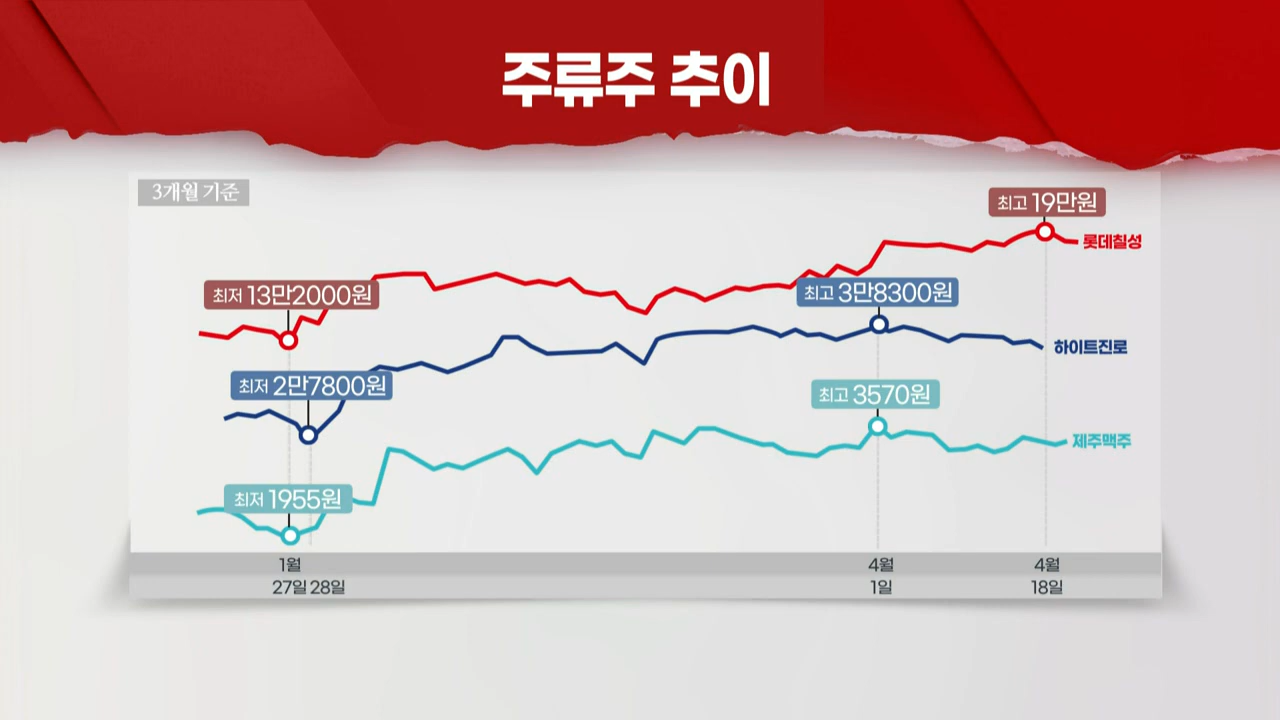 주류주 추이
3개월 기준
최고 19만원
롯데칠성
최저 13만2000원
최고 3만8300원
하이트진로
최저 2만7800원
최고 3570원
제주맥주
최저 1955원
1월 4월 4월
27일 28일 1일 18일